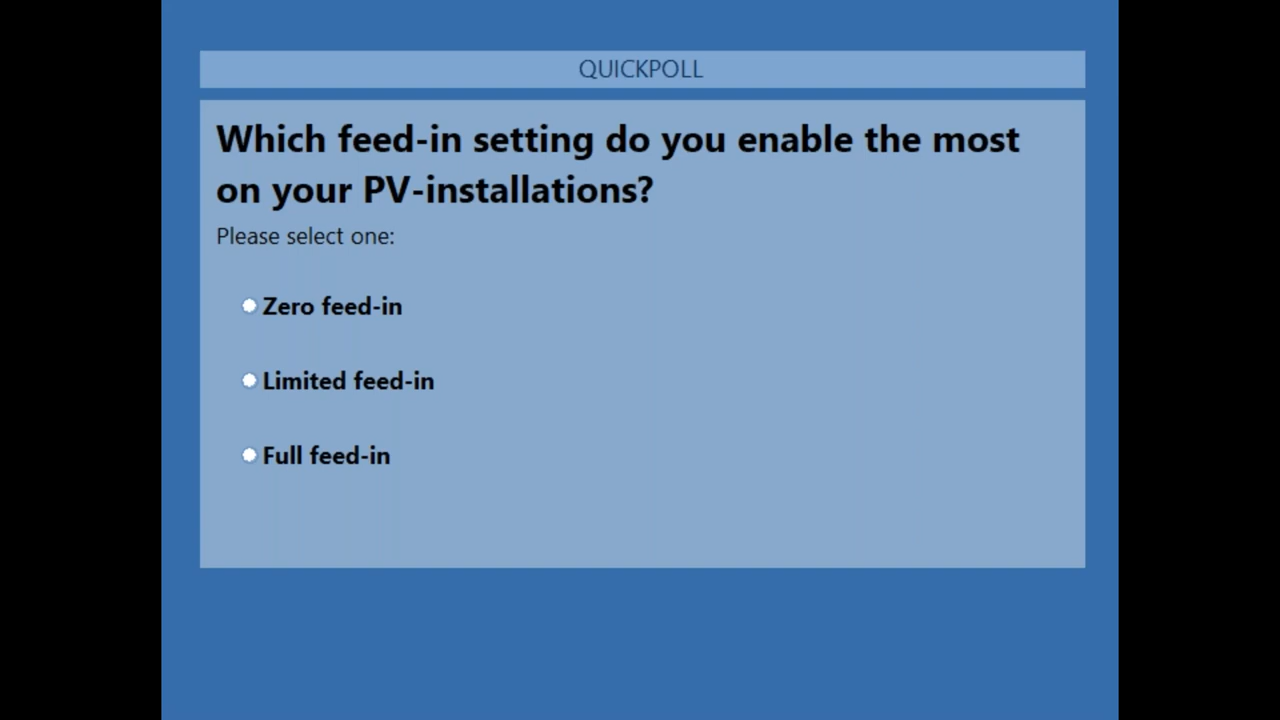 QUICKPOLL
Which feed-in setting do you enable the most
on your PV-installations?
Please select one:
Zero feed-in
Limited feed-in
Full feed-in